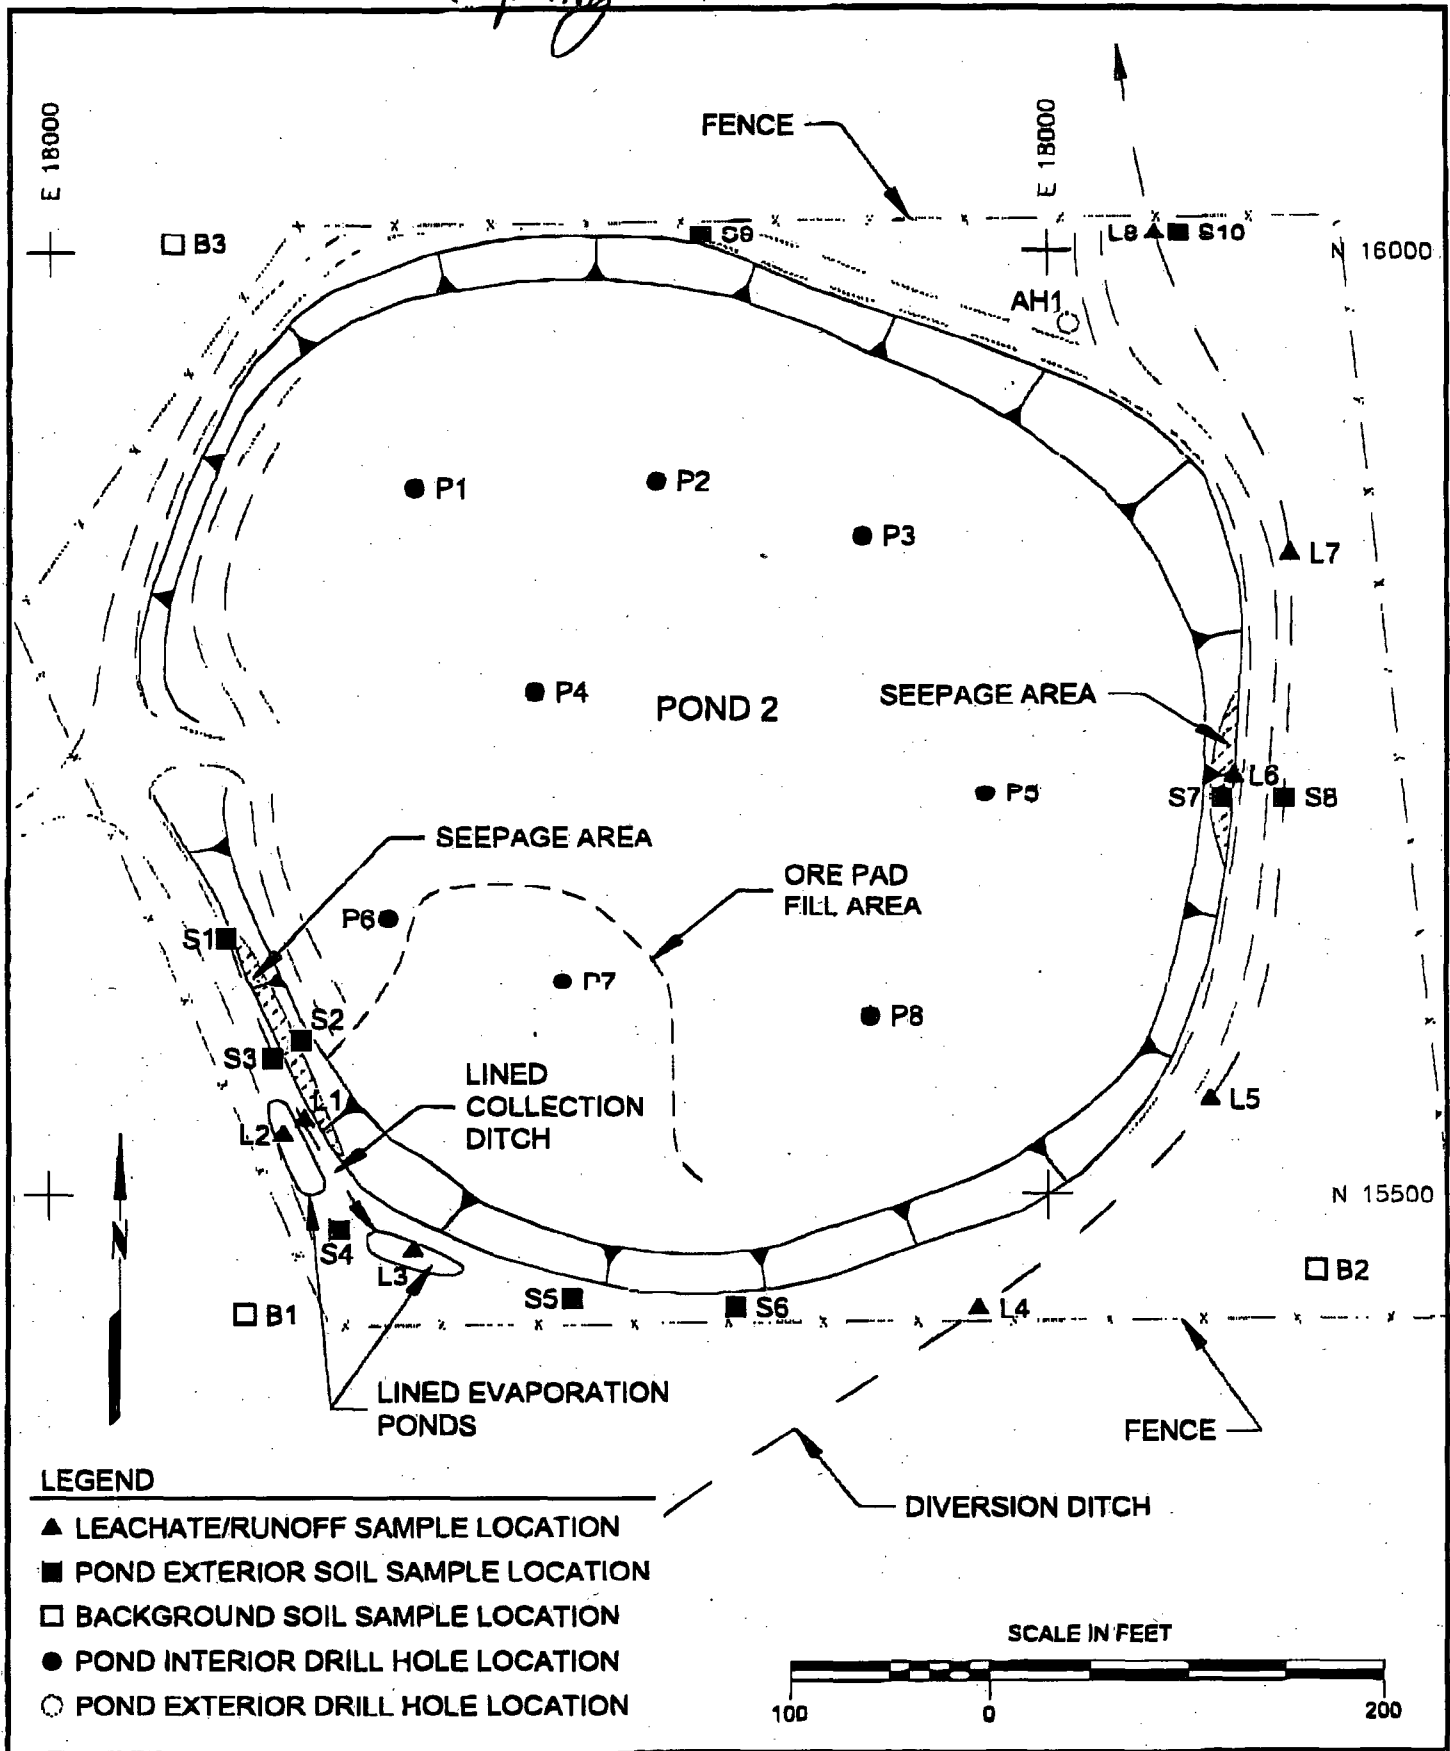 FENCE
E 18000
E 18000
B3
S9
L8
S10
N 16000
AH1
P1
P2
P3
L7
P4
POND 2
SEEPAGE AREA
L6
P5
S7
S8
SEEPAGE AREA
ORE PAD
FILL AREA
P6
S1
P7
S2
P8
S3
LINED
COLLECTION
DITCH
L1
L2
L5
N
N 15500
S4
L3
B2
S5
S6
L4
B1
LINED EVAPORATION
PONDS
FENCE
DIVERSION DITCH
LEGEND
LEACHATE/RUNOFF SAMPLE LOCATION
POND EXTERIOR SOIL SAMPLE LOCATION
BACKGROUND SOIL SAMPLE LOCATION
POND INTERIOR DRILL HOLE LOCATION
POND EXTERIOR DRILL HOLE LOCATION
SCALE IN FEET
100 0 200